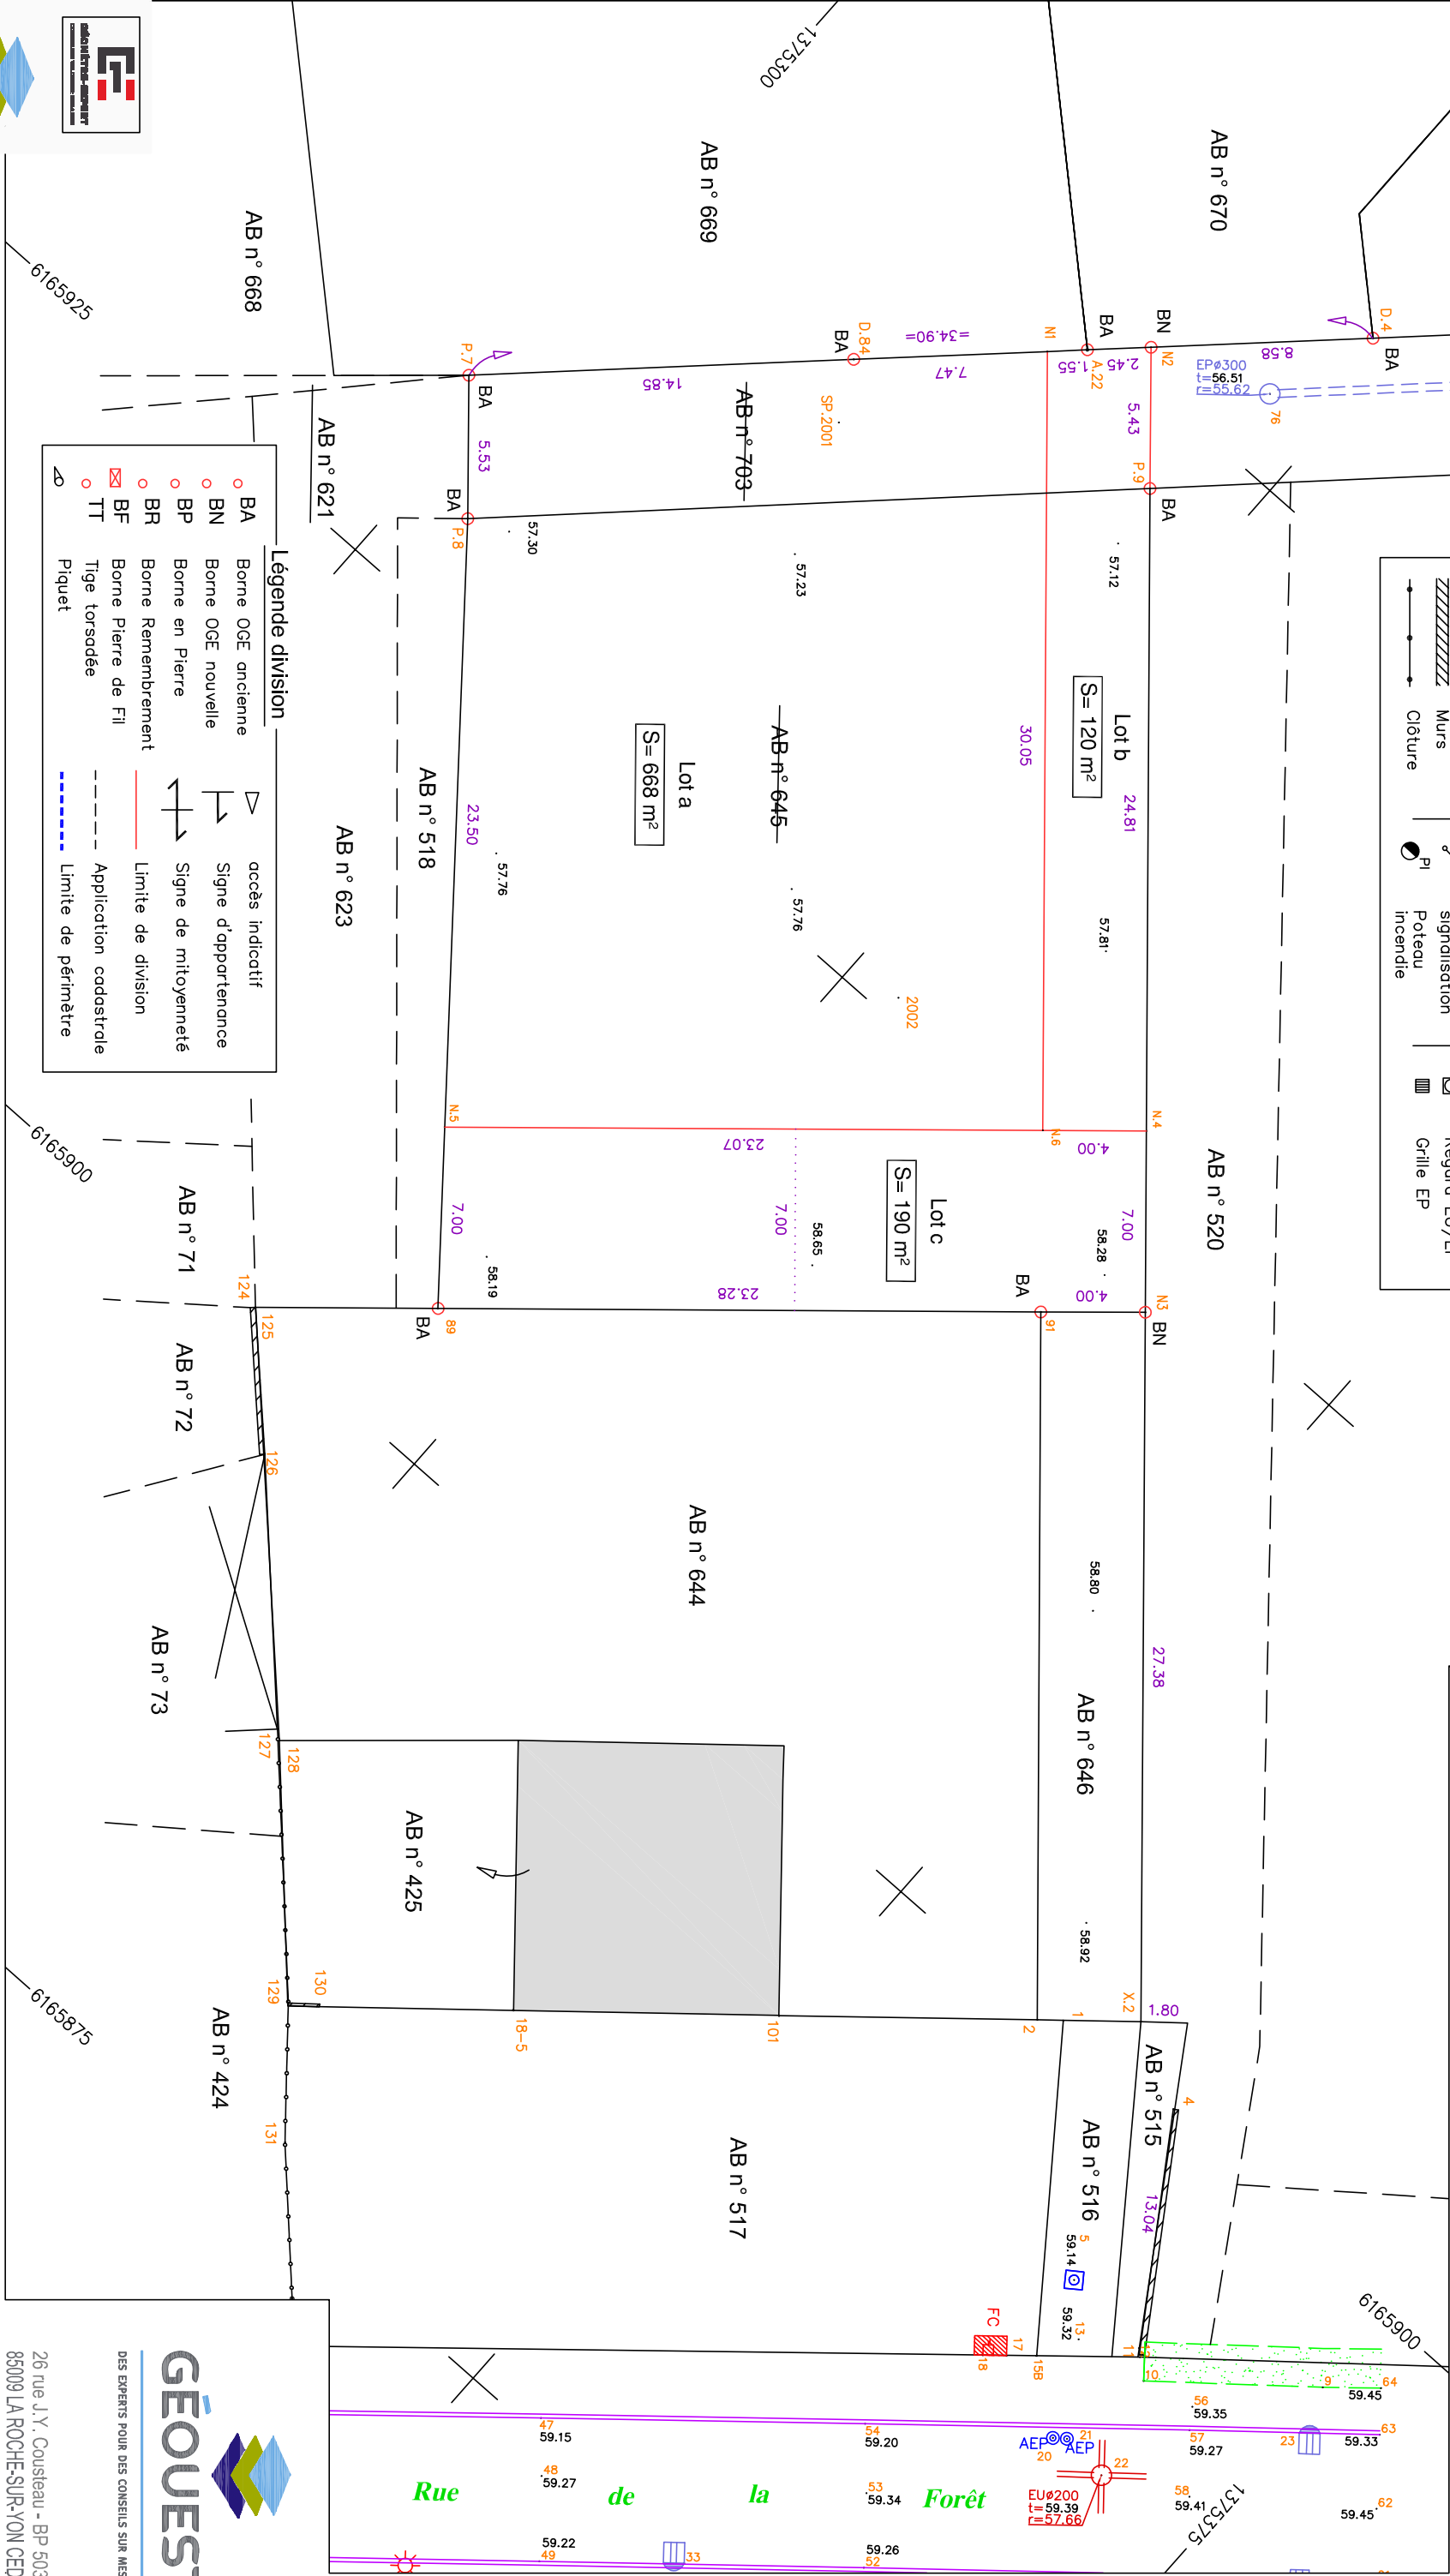 GÉOMÈTRE-EXPERT
1375300
AB n° 668
AB n° 669
AB n° 670
6165925
P.7
BA
D.84
BA
=34.90=
N1
BA
A.22
BN
N2
D.4
BA
14.85
7.47
1.55
2.45
8.58
EPø300
t=56.51
r=55.62
76
5.53
AB n° 703
SP.2001
5.43
P.9
BA
AB n° 621
BA
P.8
57.30
57.23
57.12
Murs
Clôture
PI
signalisation
Poteau
incendie
Grille EP
Légende division
BA Borne OGE ancienne
BN Borne OGE nouvelle
BP Borne en Pierre
BR Borne Remembrement
BF Borne Pierre de Fil
TT Tige torsadée
Piquet
accès indicatif
Signe d'appartenance
Signe de mitoyenneté
Limite de division
Application cadastrale
Limite de périmètre
AB n° 623
AB n° 518
23.50
57.76
Lot a
S= 668 m²
AB n° 645
57.76
2002
30.05
Lot b
S= 120 m²
24.81
57.81
AB n° 520
6165900
N.5
23.07
N.6
4.00
N.4
7.00
7.00
7.00
58.19
58.65
58.28
Lot c
S= 190 m²
23.28
4.00
BA
89
BA
91
N3
BN
AB n° 71
124
125
AB n° 72
126
AB n° 73
127
128
AB n° 644
58.80
AB n° 646
27.38
58.92
AB n° 425
129
130
AB n° 424
131
6165875
18-5
101
2
1
X.2
1.80
AB n° 515
4
13.04
AB n° 516
AB n° 517
5
59.14
13
59.32
FC
17
18
15B
11
10
9
64
59.45
6165900
56
59.35
47
59.15
54
59.20
AEP
AEP
21
20
22
57
59.27
23
63
59.33
48
59.27
53
59.34
58
59.41
62
59.45
Rue de la Forêt
EUø200
t=59.39
r=57.66
1375375
59.22
49
33
59.26
52
GÉOUEST
DES EXPERTS POUR DES CONSEILS SUR MES
26 rue J.Y. Cousteau - BP 503
85009 LA ROCHE-SUR-YON CED